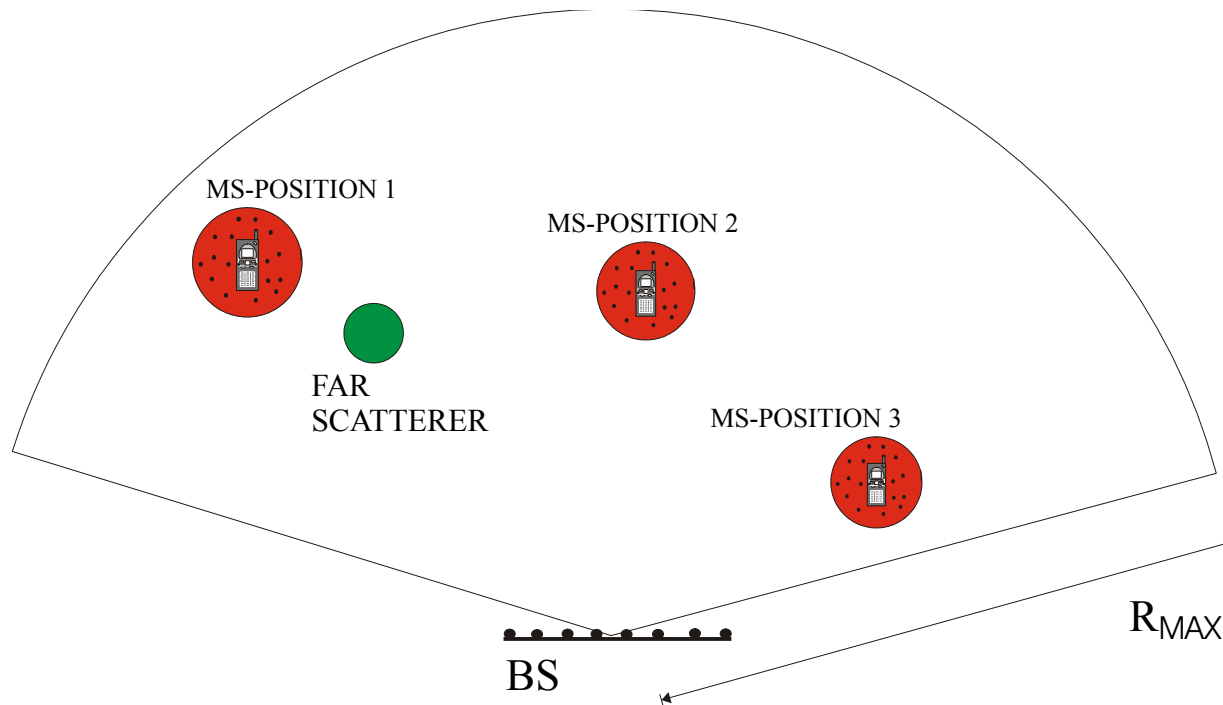 MS-POSITION 1
MS-POSITION 2
FAR
SCATTERER
MS-POSITION 3
RMAX
BS